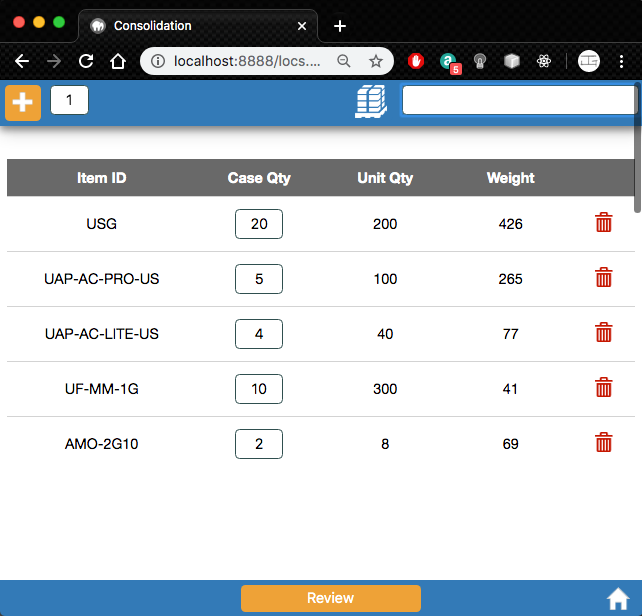 Consolidation
localhost:8888/locs....
5
1
Item ID Case Qty Unit Qty Weight
USG 20 200 426
UAP-AC-PRO-US 5 100 265
UAP-AC-LITE-US 4 40 77
UF-MM-1G 10 300 41
AMO-2G10 2 8 69
Review